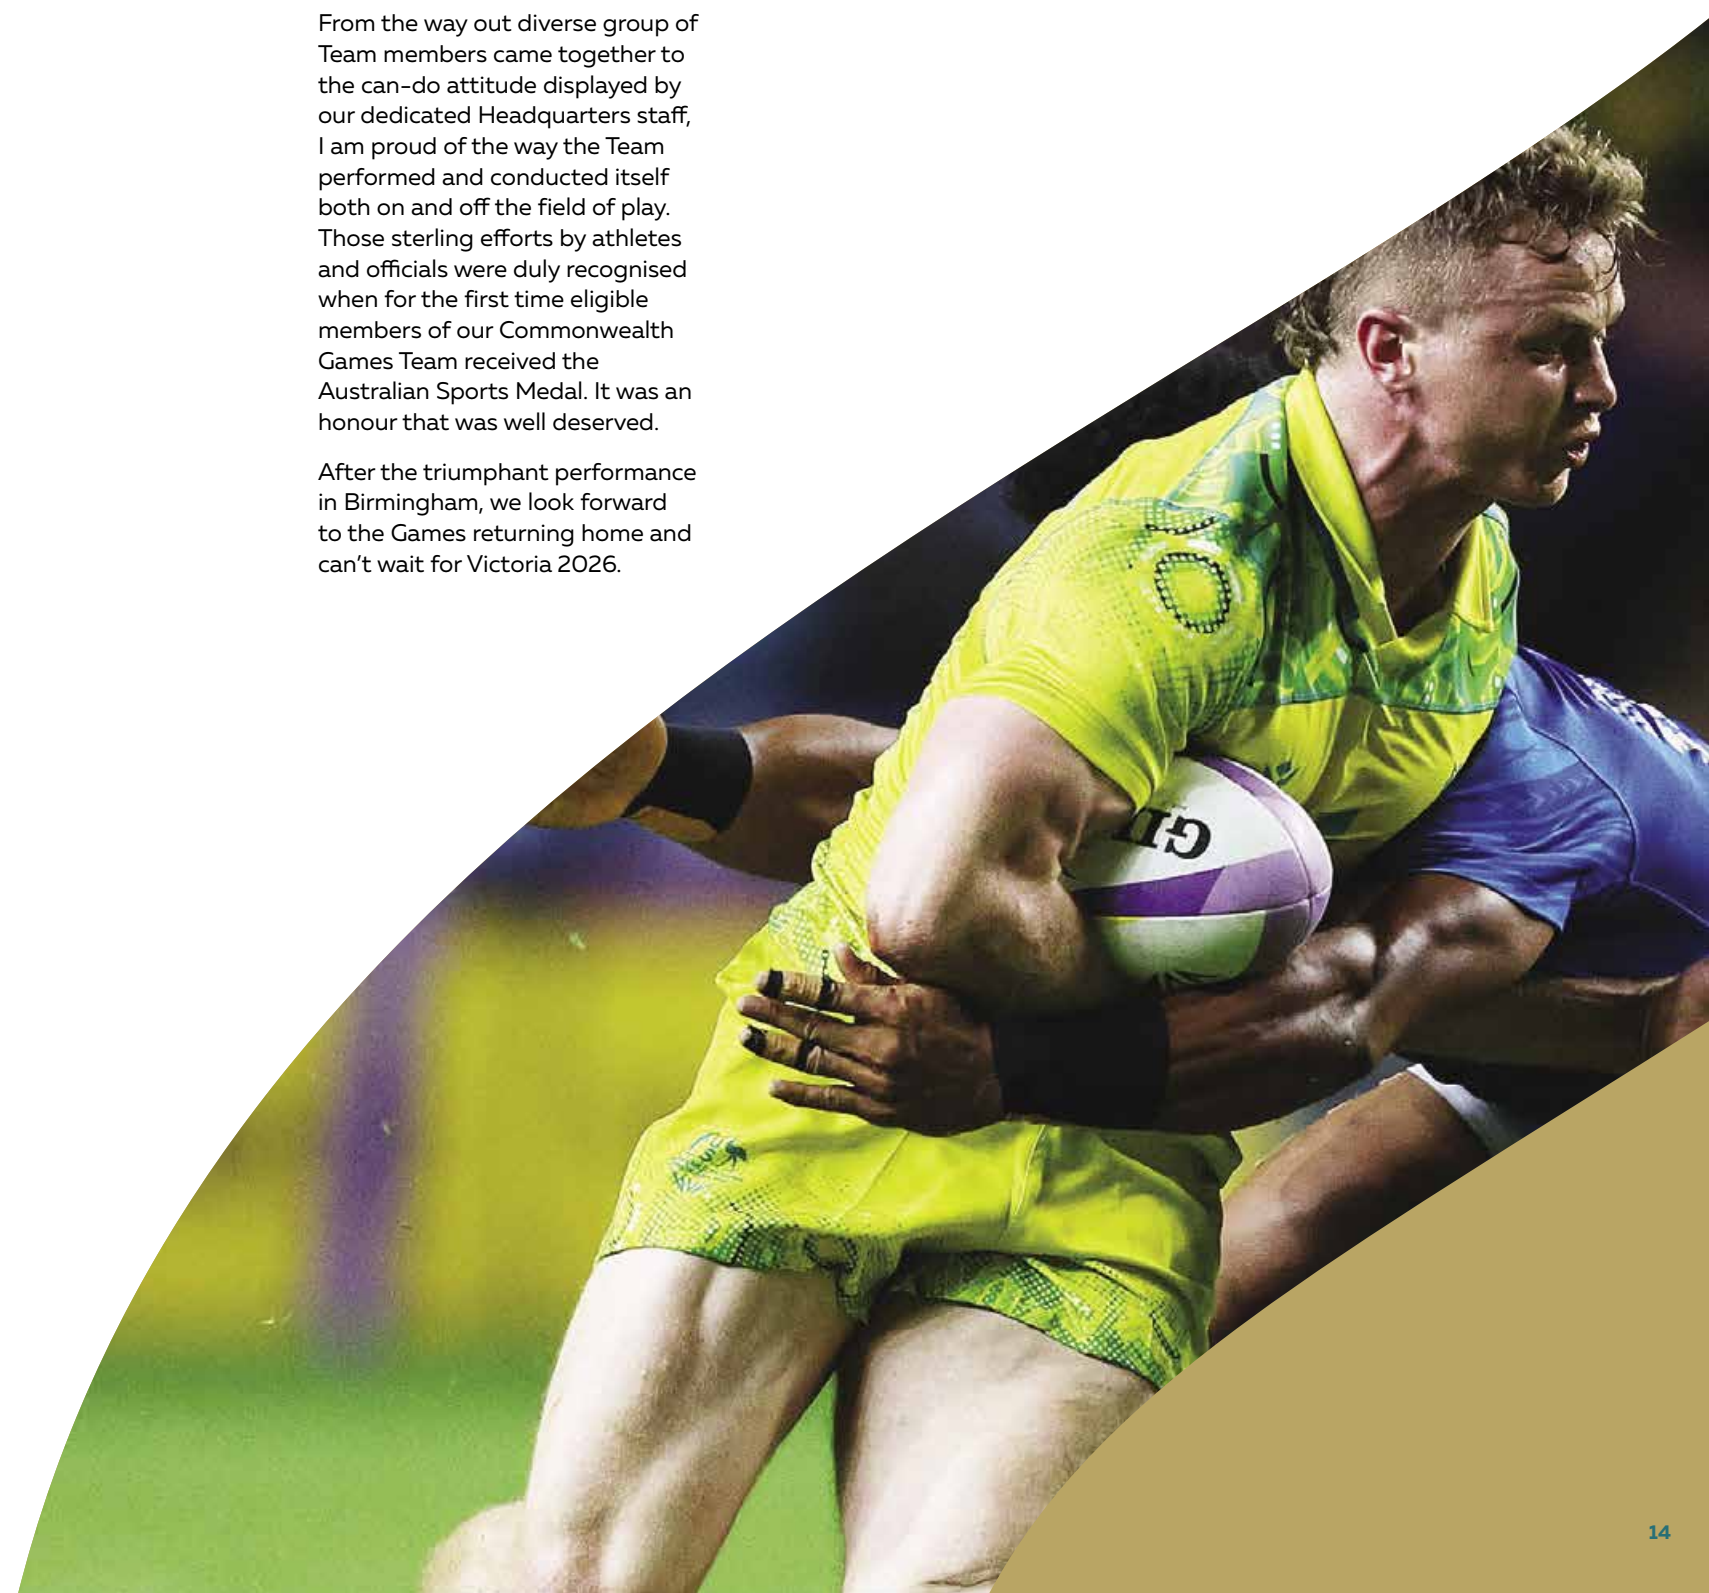 From the way out diverse group of
Team members came together to
the can-do attitude displayed by
our dedicated Headquarters staff,
I am proud of the way the Team
performed and conducted itself
both on and off the field of play.
Those sterling efforts by athletes
and officials were duly recognised
when for the first time eligible
members of our Commonwealth
Games Team received the
Australian Sports Medal. It was an
honour that was well deserved.
After the triumphant performance
in Birmingham, we look forward
to the Games returning home and
can't wait for Victoria 2026.
14